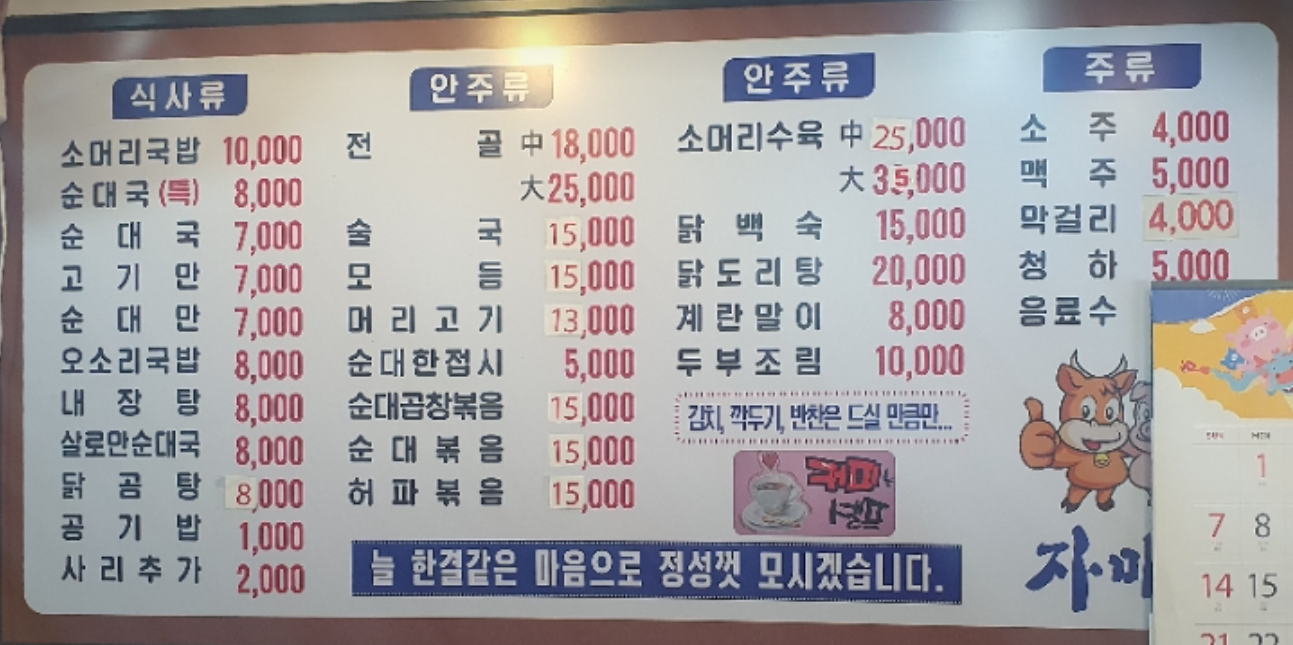 식사류
소머리국밥 10,000
순대국(특) 8,000
순대국 7,000
고기만 7,000
순대만 7,000
오소리국밥 8,000
내장탕 8,000
살로만순대국 8,000
닭곰탕 8,000
공기밥 1,000
사리추가 2,000
안주류
전골 中 18,000
大 25,000
술국 15,000
모듬 15,000
머리고기 13,000
순대한접시 5,000
순대곱창볶음 15,000
순대볶음 15,000
허파볶음 15,000
안주류
소머리수육 中 25,000
大 35,000
닭백숙 15,000
닭도리탕 20,000
계란말이 8,000
두부조림 10,000
김치, 깍두기, 반찬은 드실 만큼만...
늘 한결같은 마음으로 정성껏 모시겠습니다.
주류
소주 4,000
맥주 5,000
막걸리 4,000
청하 5,000
음료수
SUN MON
1
7 8
14 15
21 22